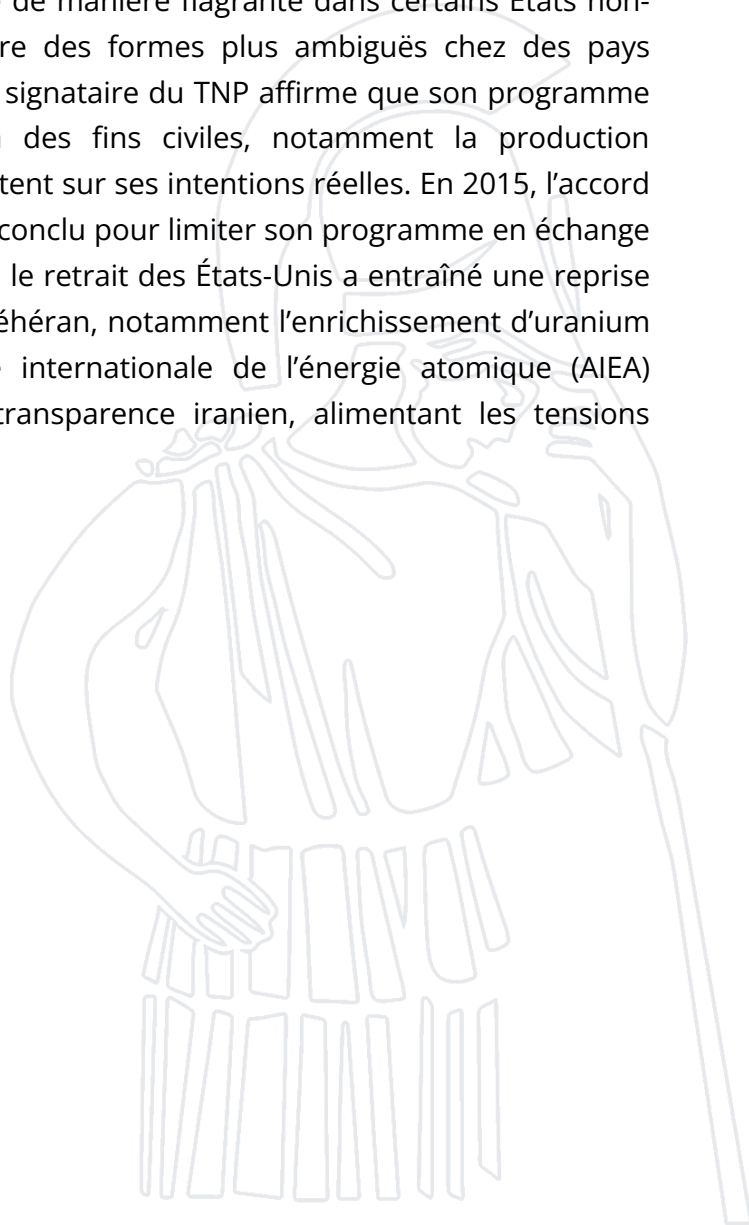 de manière flagrante dans certains États non-
re des formes plus ambiguës chez des pays
signataire du TNP affirme que son programme
des fins civiles, notamment la production
tent sur ses intentions réelles. En 2015, l’accord
conclu pour limiter son programme en échange
le retrait des États-Unis a entraîné une reprise
éhéran, notamment l’enrichissement d’uranium
internationale de l’énergie atomique (AIEA)
transparence iranien, alimentant les tensions